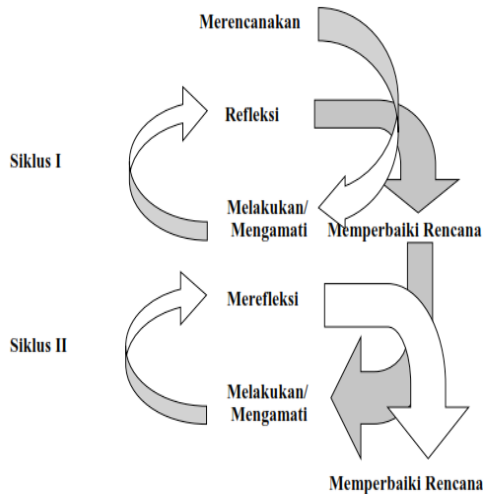 Merencanakan
Refleksi
Siklus I
Melakukan/
Mengamati
Memperbaiki Rencana
Merefleksi
Siklus II
Melakukan/
Mengamati
Memperbaiki Rencana